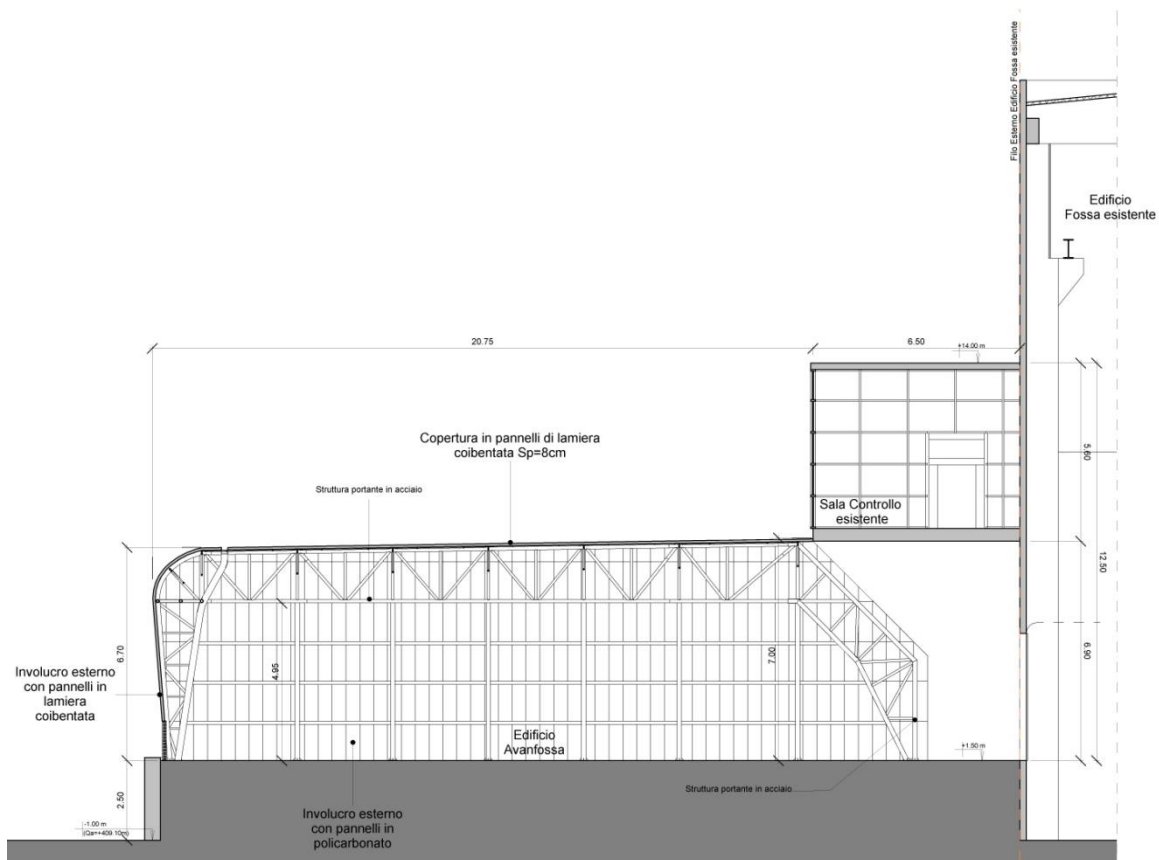 Filo Esterno Edificio Fossa esistente
Edificio
Fossa esistente
20.75
6.50
+14.00 m
Copertura in pannelli di lamiera
coibentata Sp=8cm
5.60
Struttura portante in acciaio
Sala Controllo
esistente
12.50
6.70
4.95
7.00
6.90
Involucro esterno
con pannelli in
lamiera
coibentata
Edificio
Avanfossa
+1.50 m
2.50
Struttura portante in acciaio
Involucro esterno
con pannelli in
policarbonato
-1.00 m
(Qa=+409.10m)